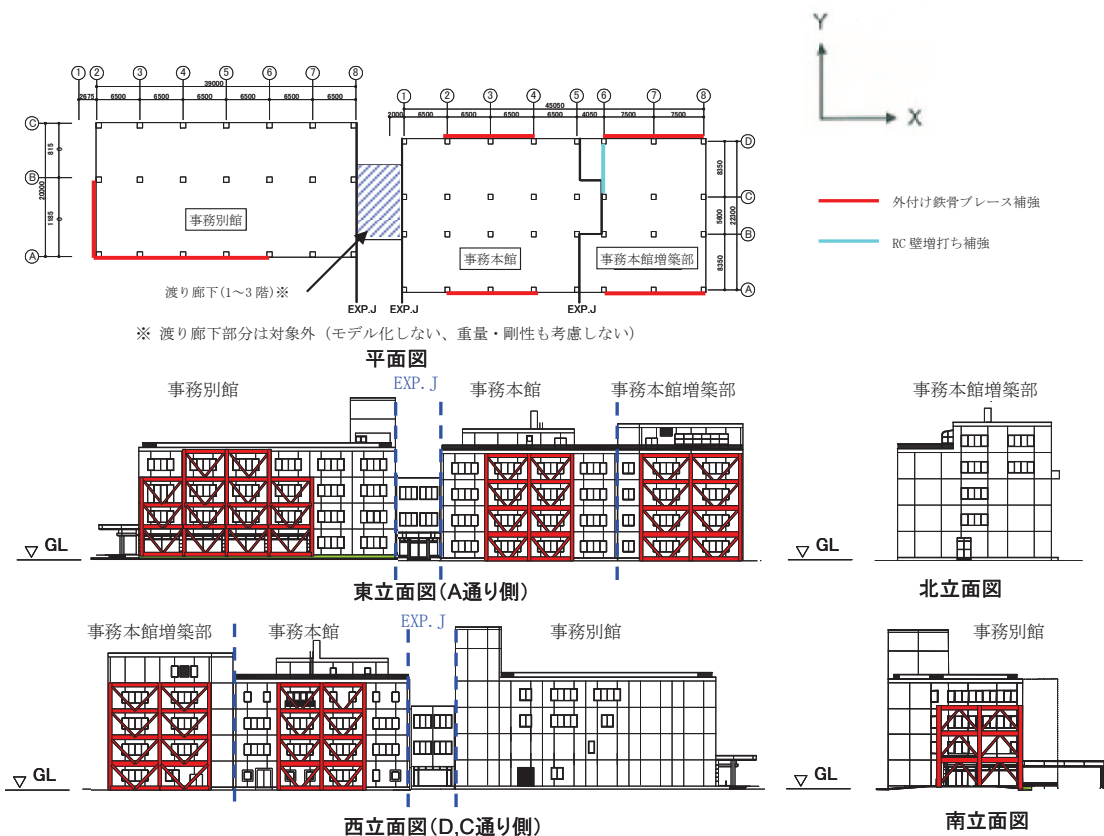 Y
X
外付け鉄骨ブレース補強
RC 壁増打ち補強
1 2 3 4 5 6 7 8
39000
2675 6500 6500 6500 6500 6500 6500
C
B
A
815
0
20000
1185
0
事務別館
1 2 3 4 5 6 7 8
45050
2000 6500 6500 6500 6500 4050 7500 7500
D
C
B
A
8350
5600
22300
8350
事務本館
事務本館増築部
渡り廊下(1~3 階)※
EXP.J EXP.J EXP.J
※ 渡り廊下部分は対象外(モデル化しない、重量・剛性も考慮しない)
平面図
事務別館 EXP. J 事務本館 事務本館増築部
▽ GL
東立面図(A通り側)
事務本館増築部
▽ GL
北立面図
事務本館増築部 事務本館 EXP. J 事務別館
▽ GL
西立面図(D,C通り側)
事務別館
▽ GL
南立面図